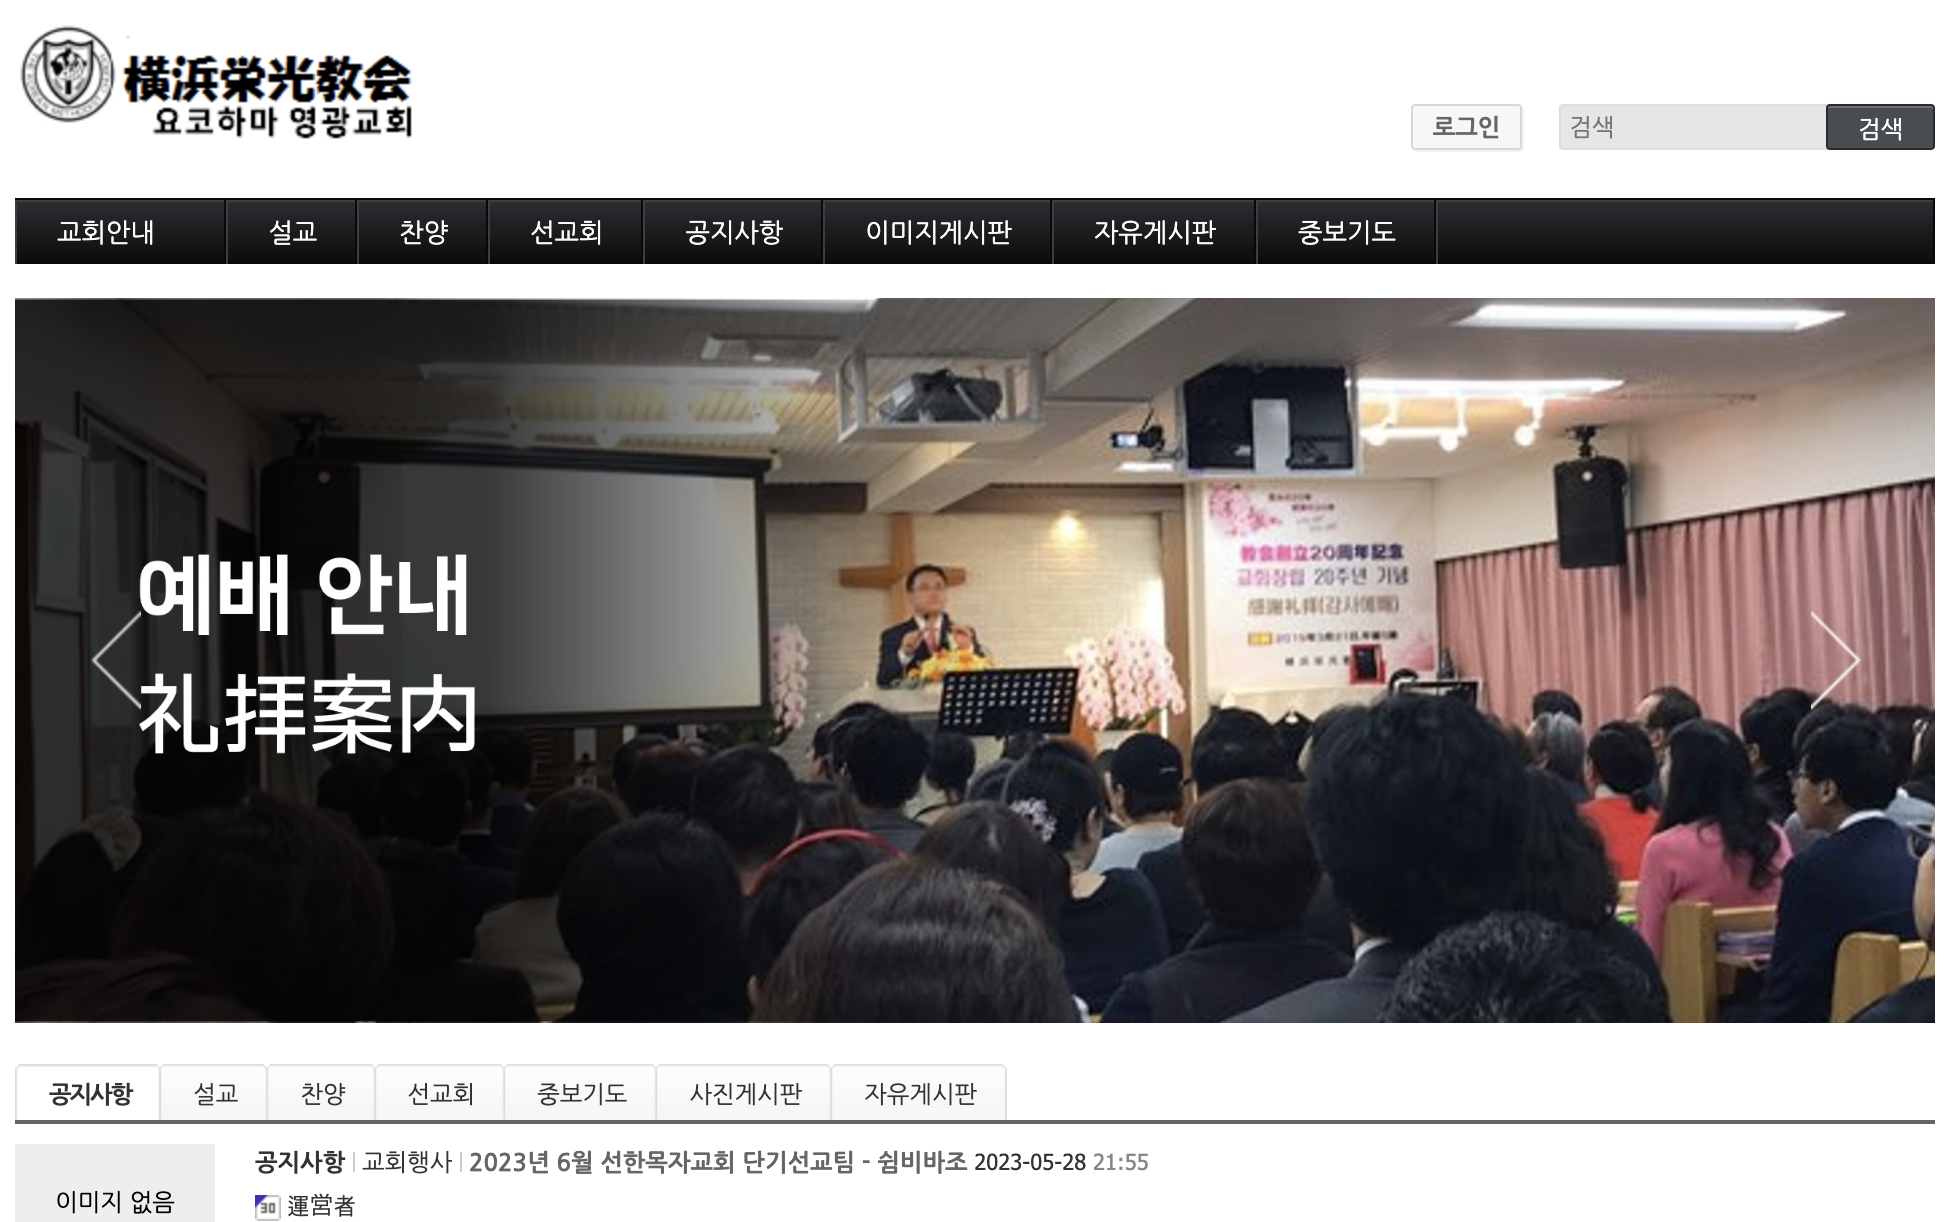 横浜栄光教会
요코하마 영광교회
로그인
검색
검색
교회안내
설교
찬양
선교회
공지사항
이미지게시판
자유게시판
중보기도
예배 안내
礼拝案内
教会創立20周年記念
교회창립 20주년 기념
感謝礼拝(감사예배)
공지사항
설교
찬양
선교회
중보기도
사진게시판
자유게시판
이미지 없음
공지사항 | 교회행사 | 2023년 6월 선한목자교회 단기선교팀 - 쉼비바조 2023-05-28 21:55
30 運営者